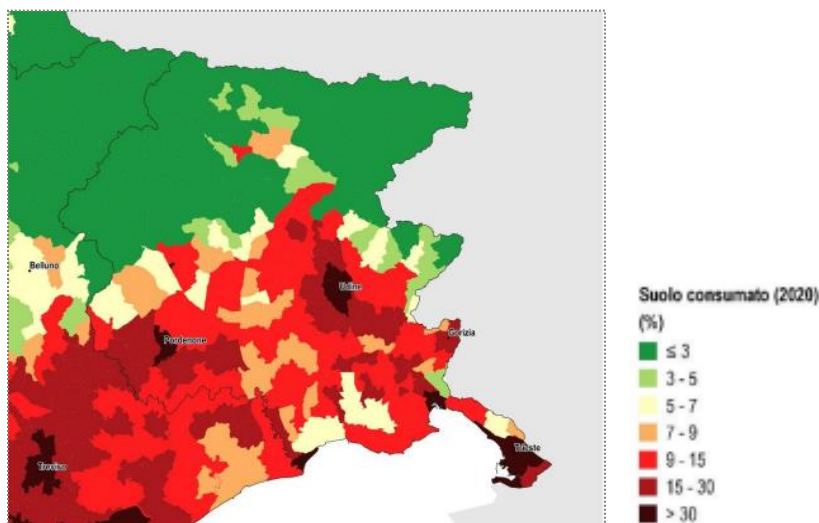 Belluno
Udine
Gorizia
Pordenone
Treviso
Trieste
Suolo consumato (2020)
(%)
≤ 3
3 - 5
5 - 7
7 - 9
9 - 15
15 - 30
> 30